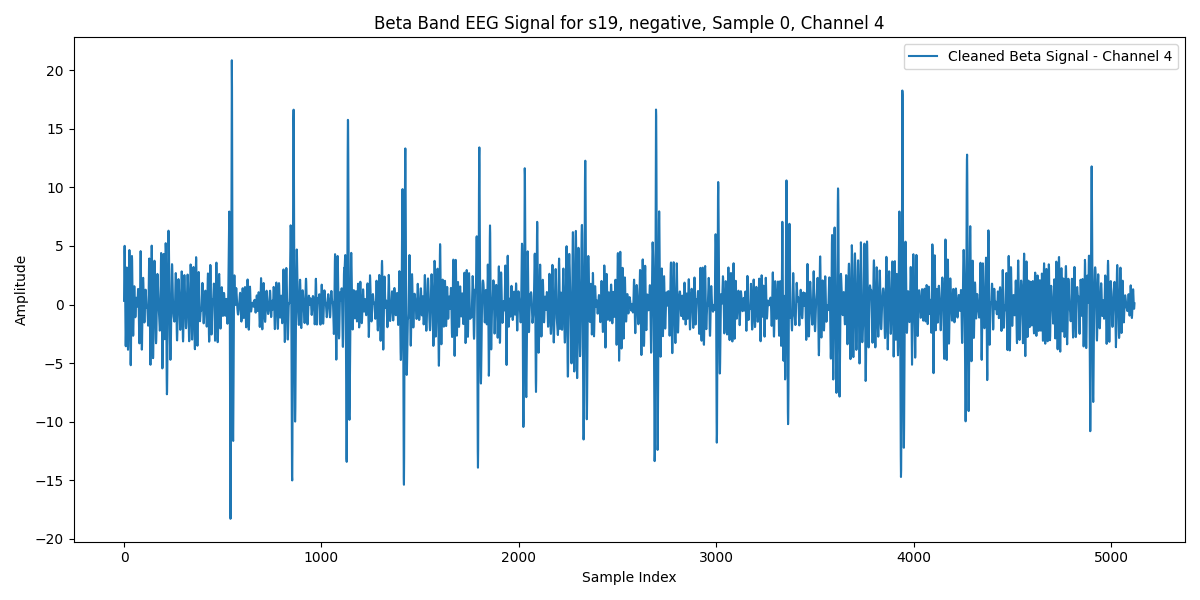 Beta Band EEG Signal for s19, negative, Sample 0, Channel 4
Cleaned Beta Signal - Channel 4
20
15
10
5
0
−5
−10
−15
−20
Amplitude
0 1000 2000 3000 4000 5000
Sample Index